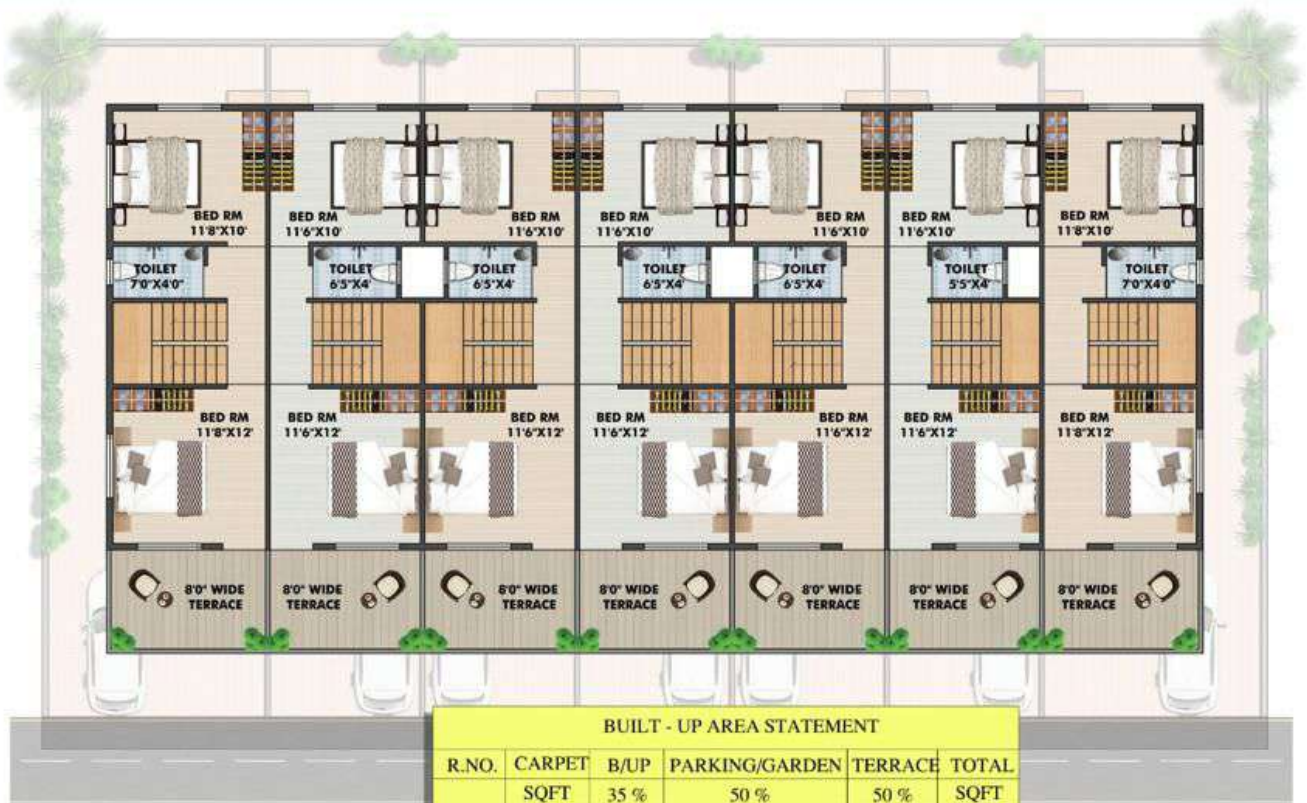 BED RM
11'8"X10'
BED RM
11'6"X10'
BED RM
11'6"X10'
BED RM
11'6"X10'
BED RM
11'6"X10'
BED RM
11'6"X10'
BED RM
11'8"X10'
TOILET
7'0"X4'0"
TOILET
6'5"X4'
TOILET
6'5"X4'
TOILET
6'5"X4'
TOILET
6'5"X4'
TOILET
5'5"X4'
TOILET
7'0"X4'0"
BED RM
11'8"X12'
BED RM
11'6"X12'
BED RM
11'6"X12'
BED RM
11'6"X12'
BED RM
11'6"X12'
BED RM
11'6"X12'
BED RM
11'8"X12'
8'0" WIDE
TERRACE
8'0" WIDE
TERRACE
8'0" WIDE
TERRACE
8'0" WIDE
TERRACE
8'0" WIDE
TERRACE
8'0" WIDE
TERRACE
8'0" WIDE
TERRACE
BUILT - UP AREA STATEMENT
R.NO. CARPET B/UP PARKING/GARDEN TERRACE TOTAL
SQFT 35 % 50 % 50 % SQFT